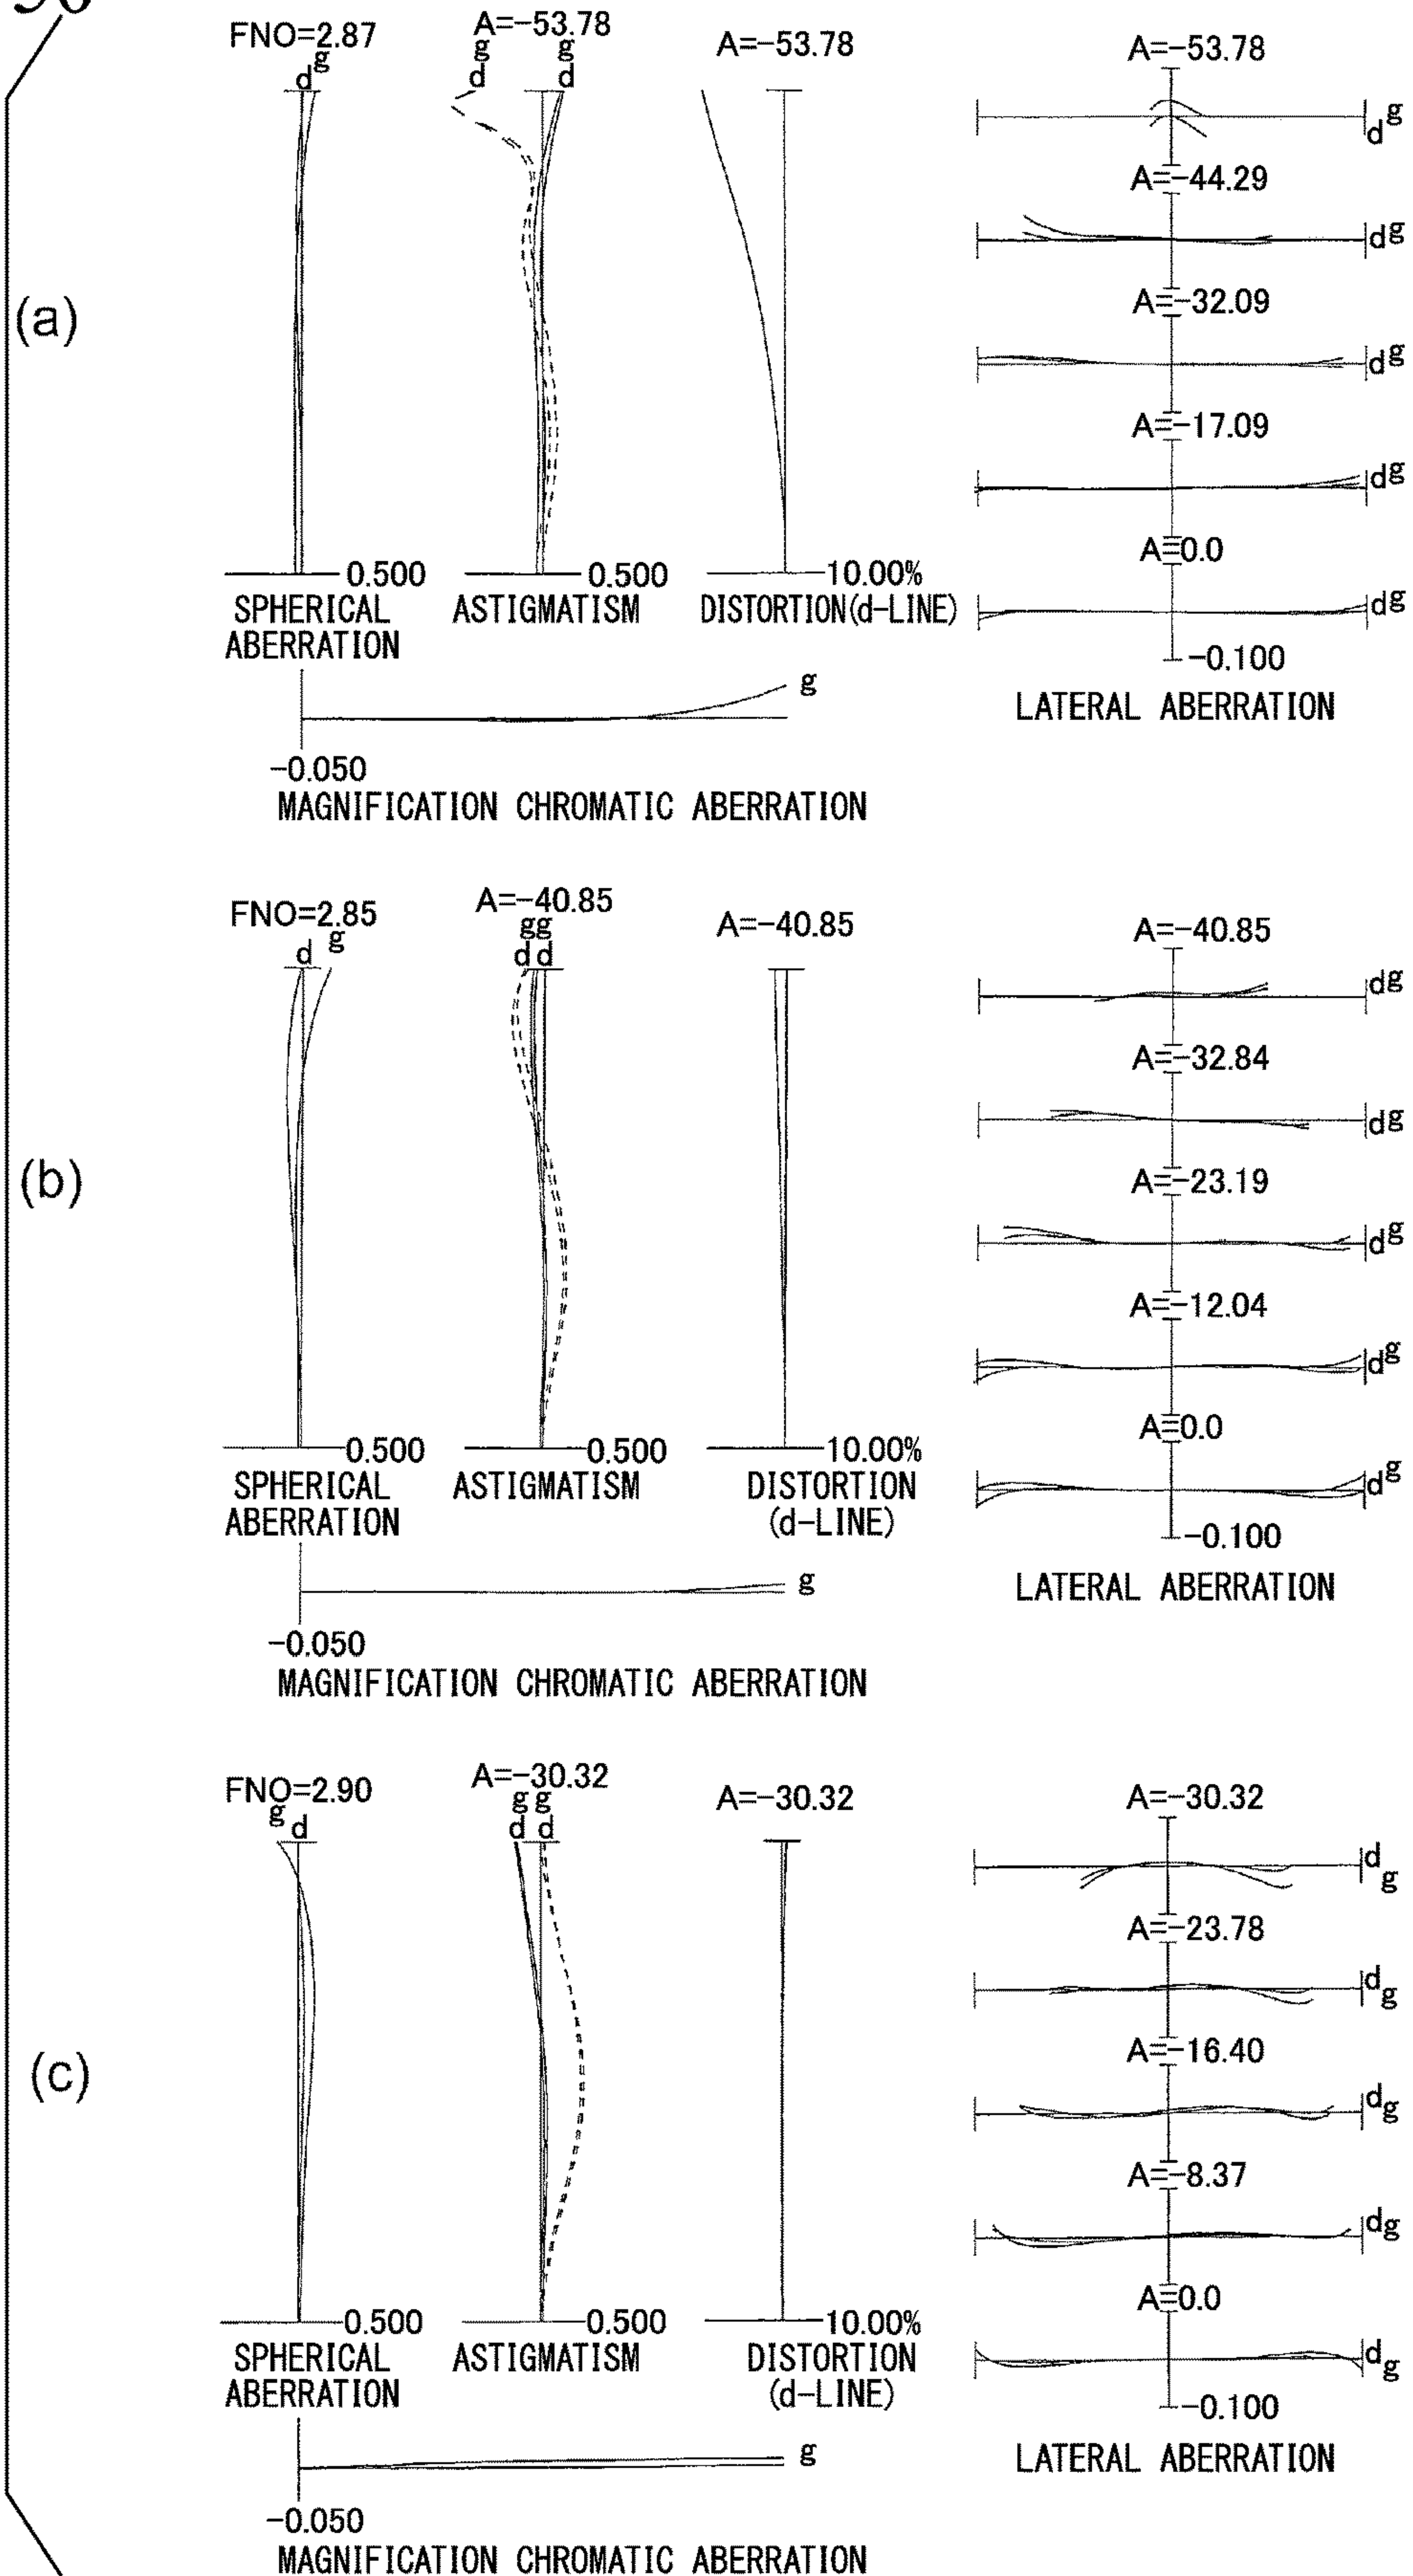 (a)
FNO=2.87
d g
A=-53.78
g g
d d
A=-53.78
0.500
SPHERICAL
ABERRATION
0.500
ASTIGMATISM
10.00%
DISTORTION(d-LINE)
g
-0.050
MAGNIFICATION CHROMATIC ABERRATION
A=-53.78
d g
A=-44.29
d g
A=-32.09
d g
A=-17.09
d g
A=0.0
d g
-0.100
LATERAL ABERRATION
(b)
FNO=2.85
d g
A=-40.85
g g
d d
A=-40.85
0.500
SPHERICAL
ABERRATION
0.500
ASTIGMATISM
10.00%
DISTORTION
(d-LINE)
g
-0.050
MAGNIFICATION CHROMATIC ABERRATION
A=-40.85
d g
A=-32.84
d g
A=-23.19
d g
A=-12.04
d g
A=0.0
d g
-0.100
LATERAL ABERRATION
(c)
FNO=2.90
g d
A=-30.32
g g
d d
A=-30.32
0.500
SPHERICAL
ABERRATION
0.500
ASTIGMATISM
10.00%
DISTORTION
(d-LINE)
g
-0.050
MAGNIFICATION CHROMATIC ABERRATION
A=-30.32
d g
A=-23.78
d g
A=-16.40
d g
A=-8.37
d g
A=0.0
d g
-0.100
LATERAL ABERRATION